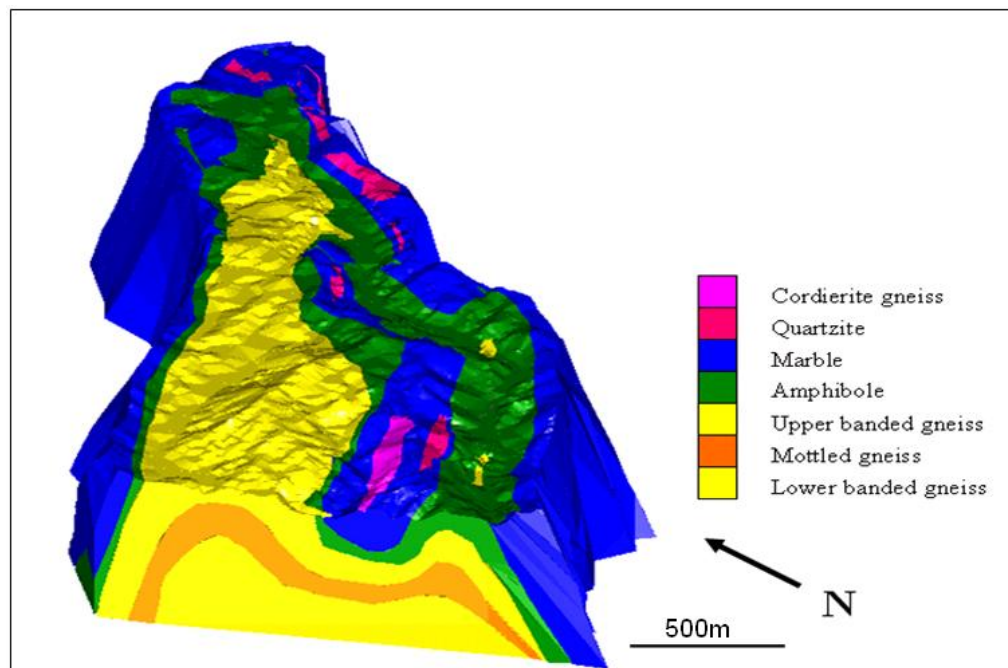 Cordierite gneiss
Quartzite
Marble
Amphibole
Upper banded gneiss
Mottled gneiss
Lower banded gneiss
N
500m